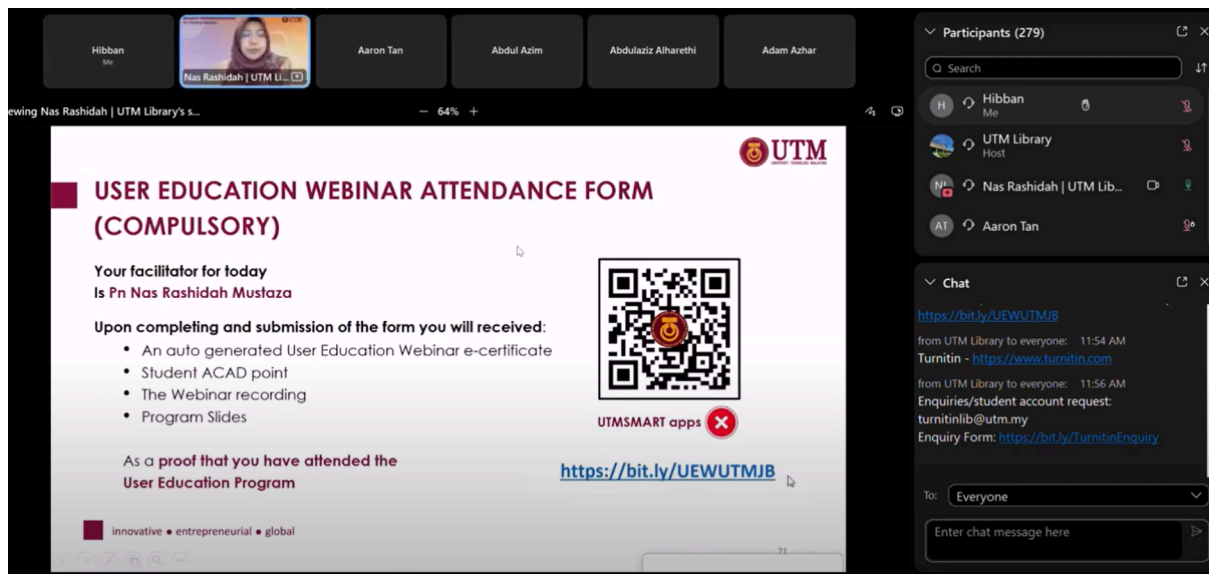 Hibban
Me
Nas Rashidah | UTM Li...
Aaron Tan
Abdul Azim
Abdulaziz Alharethi
Adam Azhar
ewing Nas Rashidah | UTM Library's s...
64%
UTM
USER EDUCATION WEBINAR ATTENDANCE FORM
(COMPULSORY)
Your facilitator for today
Is Pn Nas Rashidah Mustaza
Upon completing and submission of the form you will received:
• An auto generated User Education Webinar e-certificate
• Student ACAD point
• The Webinar recording
• Program Slides
As a proof that you have attended the
User Education Program
UTMSMART apps
https://bit.ly/UEWUTMJB
innovative ● entrepreneurial ● global
71
Participants (279)
Search
H
Hibban
Me
UTM Library
Host
Nas Rashidah | UTM Lib...
AT
Aaron Tan
Chat
https://bit.ly/UEWUTMJB
from UTM Library to everyone: 11:54 AM
Turnitin - https://www.turnitin.com
from UTM Library to everyone: 11:56 AM
Enquiries/student account request:
turnitinlib@utm.my
Enquiry Form: https://bit.ly/TurnitinEnquiry
To: Everyone
Enter chat message here